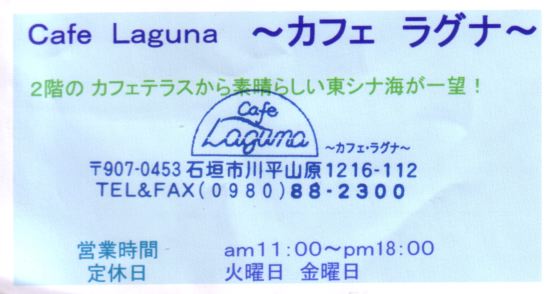 Cafe Laguna ～カフェ ラグナ～
2階の カフェテラスから素晴らしい東シナ海が一望！
Cafe
Laguna ～カフェ・ラグナ～
〒907-0453 石垣市川平山原1216-112
TEL&FAX(0980)88-2300
営業時間 am11:00～pm18:00
定休日 火曜日 金曜日